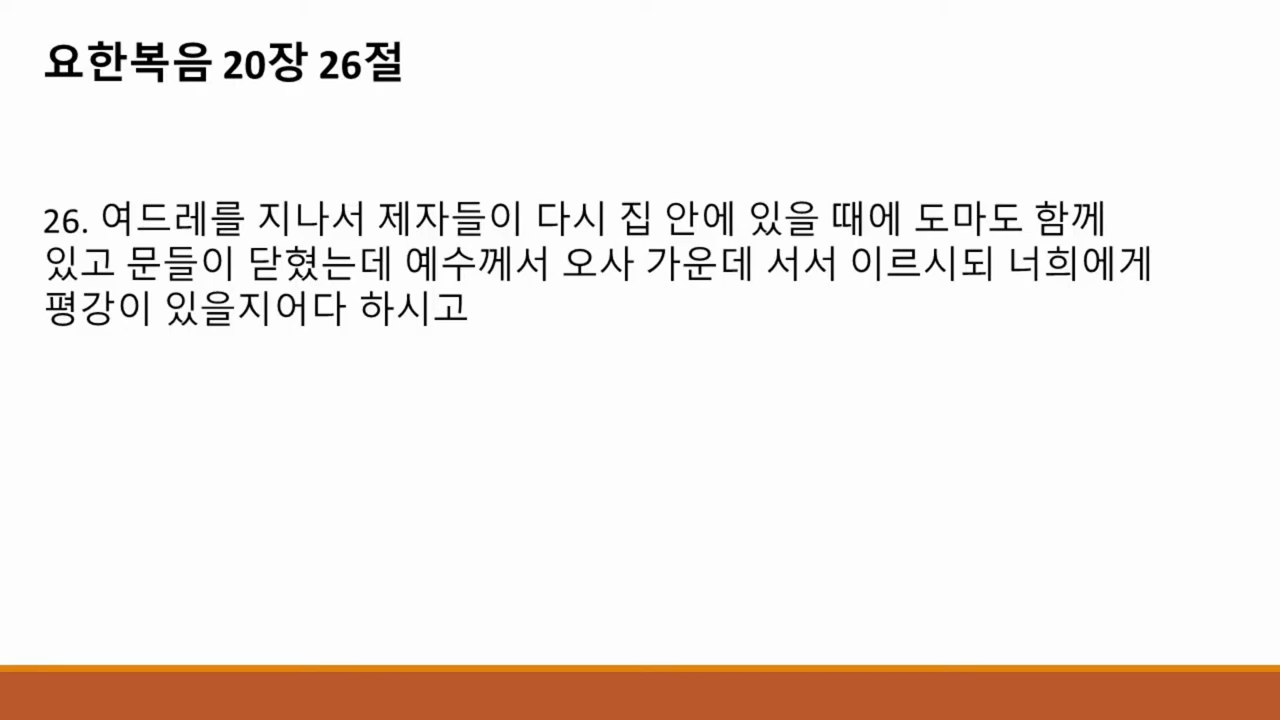 요한복음 20장 26절
26. 여드레를 지나서 제자들이 다시 집 안에 있을 때에 도마도 함께
있고 문들이 닫혔는데 예수께서 오사 가운데 서서 이르시되 너희에게
평강이 있을지어다 하시고